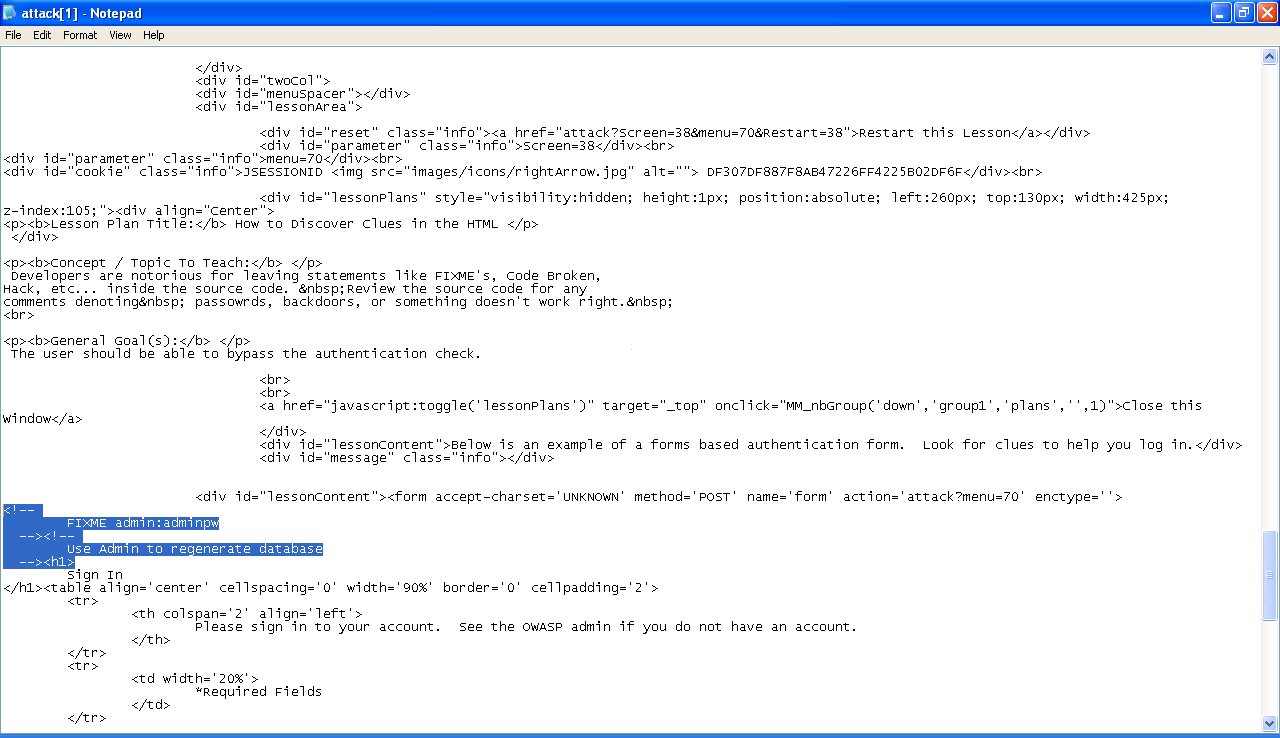 attack[1] - Notepad
File Edit Format View Help
</div>
<div id="twoCol">
<div id="menuSpacer"></div>
<div id="lessonArea">
<div id="reset" class="info"><a href="attack?Screen=38&menu=70&Restart=38">Restart this Lesson</a></div>
<div id="parameter" class="info">Screen=38</div><br>
<div id="parameter" class="info">menu=70</div><br>
<div id="cookie" class="info">JSESSIONID <img src="images/icons/rightArrow.jpg" alt=""> DF307DF887F8AB47226FF4225B02DF6F</div><br>
<div id="lessonPlans" style="visibility:hidden; height:1px; position:absolute; left:260px; top:130px; width:425px;
z-index:105;"><div align="Center">
<p><b>Lesson Plan Title:</b> How to Discover Clues in the HTML </p>
</div>
<p><b>Concept / Topic To Teach:</b> </p>
Developers are notorious for leaving statements like FIXME's, Code Broken,
Hack, etc... inside the source code. &nbsp;Review the source code for any
comments denoting&nbsp; passowrds, backdoors, or something doesn't work right.&nbsp;
<br>
<p><b>General Goal(s):</b> </p>
The user should be able to bypass the authentication check.
<br>
<br>
<a href="javascript:toggle('lessonPlans')" target="_top" onclick="MM_nbGroup('down','group1','plans','',1)">Close this
Window</a>
</div>
<div id="lessonContent">Below is an example of a forms based authentication form.  Look for clues to help you log in.</div>
<div id="message" class="info"></div>
<div id="lessonContent"><form accept-charset='UNKNOWN' method='POST' name='form' action='attack?menu=70' enctype=''>
<!--
FIXME admin:adminpw
--><!--
Use Admin to regenerate database
--><h1>
Sign In
</h1><table align='center' cellspacing='0' width='90%' border='0' cellpadding='2'>
<tr>
<th colspan='2' align='left'>
Please sign in to your account.  See the OWASP admin if you do not have an account.
</th>
</tr>
<tr>
<td width='20%'>
*Required Fields
</td>
</tr>